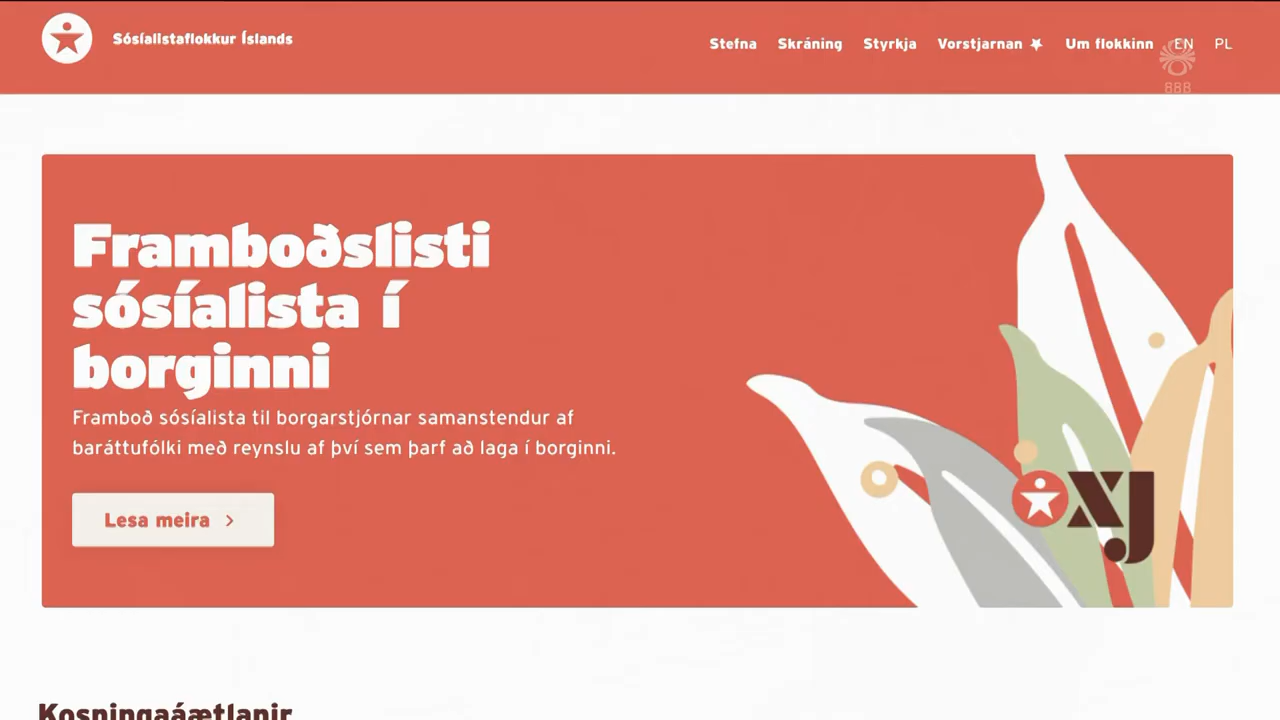 Sósíalistaflokkur Íslands
Stefna Skráning Styrkja Vorstjarnan Um flokkinn EN PL
Framboðslisti
sósíalista í
borginni
Framboð sósíalista til borgarstjórnar samanstendur af
baráttufólki með reynslu af því sem þarf að laga í borginni.
Lesa meira
XJ
Kosningaáætlanir